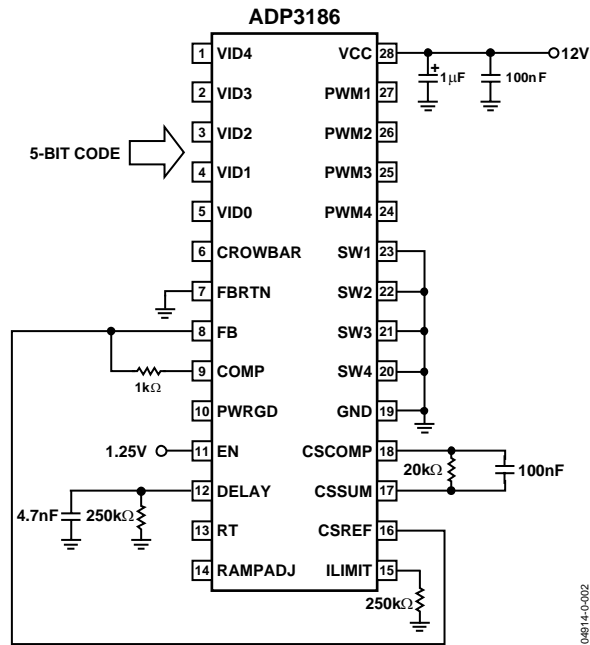 ADP3186
1 VID4
2 VID3
3 VID2
4 VID1
5 VID0
6 CROWBAR
7 FBRTN
8 FB
9 COMP
10 PWRGD
11 EN
12 DELAY
13 RT
14 RAMPADJ
VCC 28
PWM1 27
PWM2 26
PWM3 25
PWM4 24
SW1 23
SW2 22
SW3 21
SW4 20
GND 19
CSCOMP 18
CSSUM 17
CSREF 16
ILIMIT 15
5-BIT CODE
1kΩ
1.25V
4.7nF
250kΩ
12V
+
1μF
100nF
20kΩ
100nF
250kΩ
04914-0-002